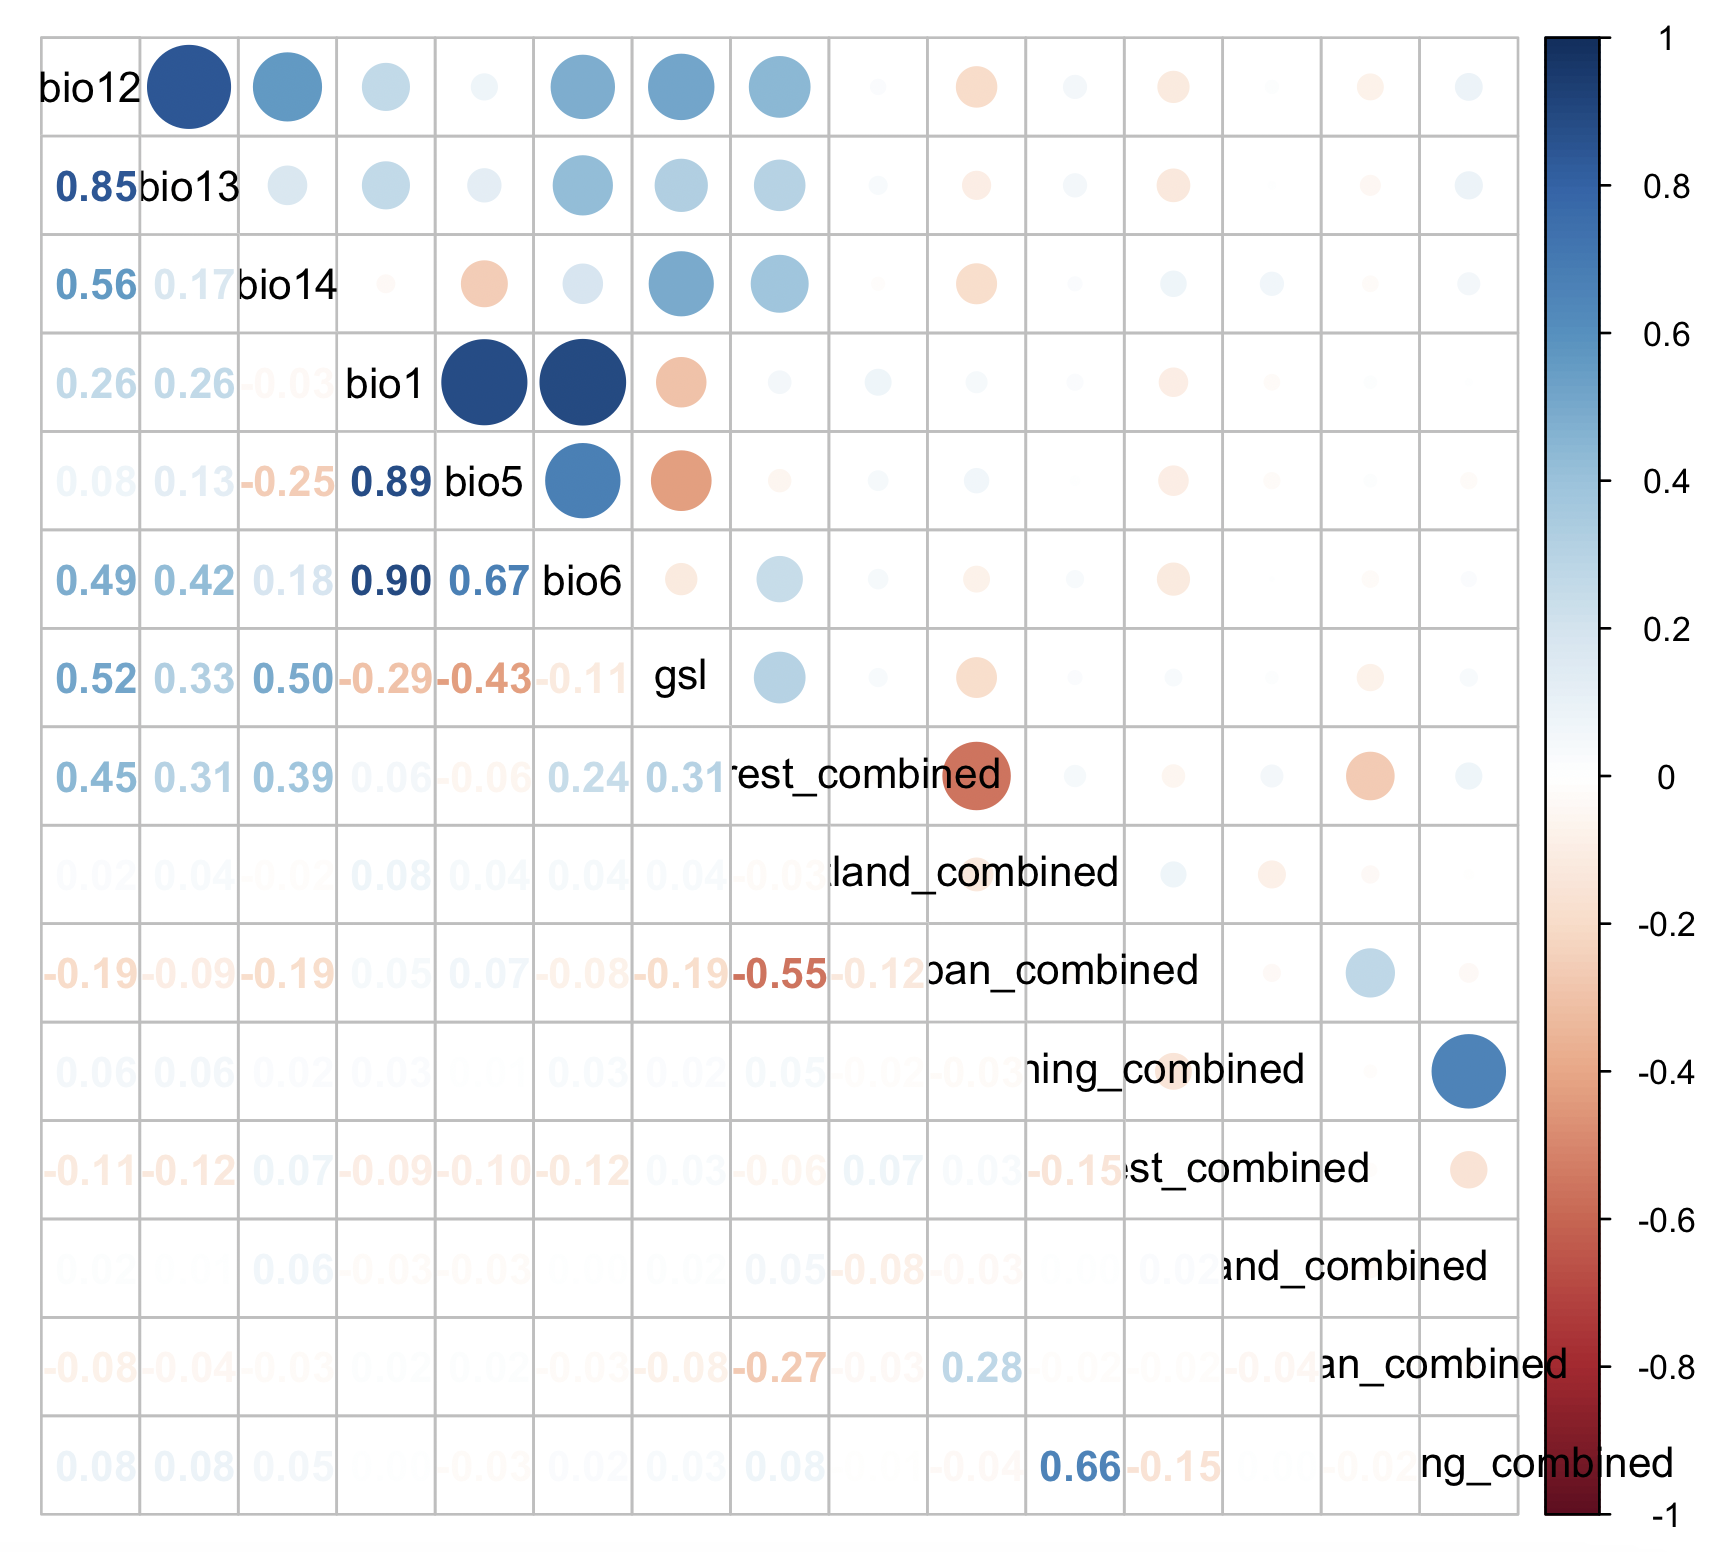 bio12
1
0.85 bio13
0.8
0.56 0.17 bio14
0.6
0.26 0.26 -0.03 bio1
0.08 0.13 -0.25 0.89 bio5
0.4
0.49 0.42 0.18 0.90 0.67 bio6
0.2
0.52 0.33 0.50 -0.29 -0.43 -0.11 gsl
0.45 0.31 0.39 0.06 -0.06 0.24 0.31 rest_combined
0
0.02 0.04 -0.02 0.08 0.04 0.04 0.04 -0.03 tland_combined
-0.2
-0.19 -0.09 -0.19 0.05 0.07 -0.08 -0.19 -0.55 -0.12 ban_combined
0.06 0.06 0.02 0.03 0.03 0.02 0.05 -0.02 -0.03 ning_combined
-0.4
-0.11 -0.12 0.07 -0.09 -0.10 -0.12 0.03 -0.06 0.07 0.03 -0.15 est_combined
-0.6
0.02 0.06 -0.03 -0.03 0.02 0.05 -0.08 -0.03 0.02 and_combined
-0.08 -0.04 -0.03 0.02 0.02 -0.03 -0.08 -0.27 -0.03 0.28 -0.02 -0.02 -0.04 an_combined
-0.8
0.08 0.08 0.05 -0.03 0.02 0.03 0.08 -0.04 0.66 -0.15 -0.02 ng_combined
-1